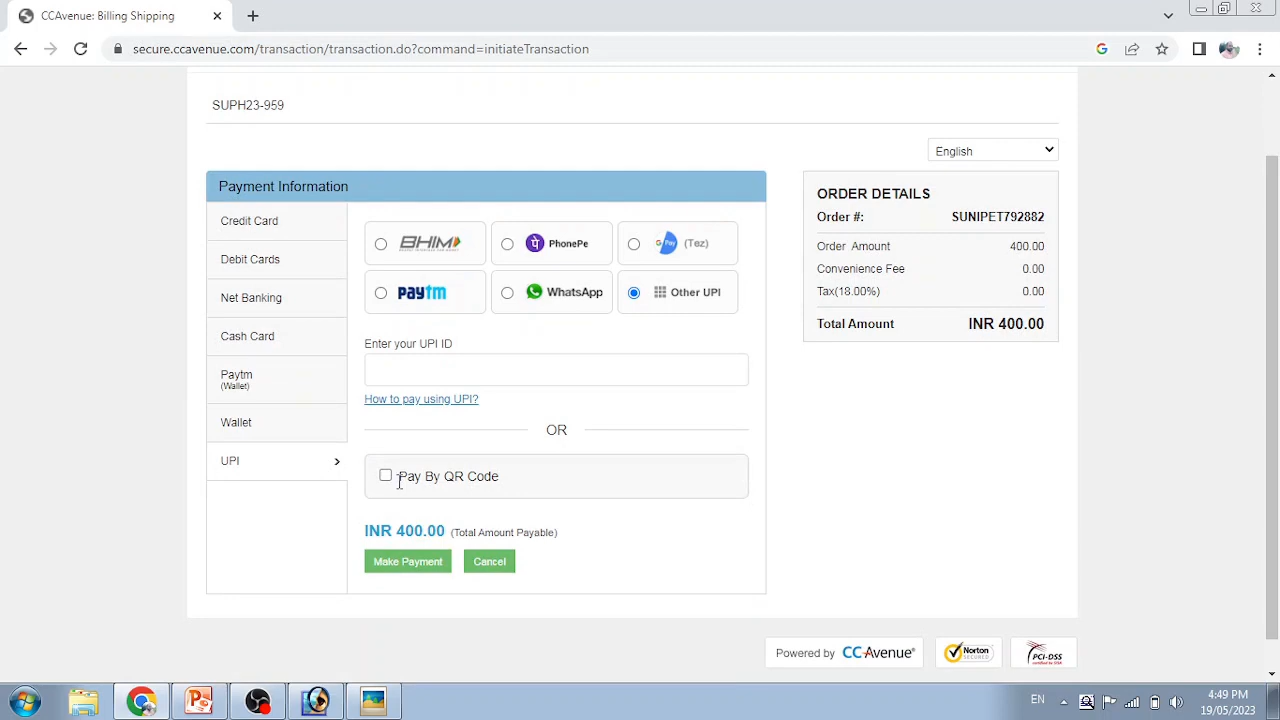 CCAvenue: Billing Shipping
secure.ccavenue.com/transaction/transaction.do?command=initiateTransaction
SUPH23-959
English
Payment Information
Credit Card
Debit Cards
Net Banking
Cash Card
Paytm
(Wallet)
Wallet
UPI
BHIM
PhonePe
G Pay (Tez)
paytm
WhatsApp
Other UPI
Enter your UPI ID
How to pay using UPI?
OR
Pay By QR Code
INR 400.00 (Total Amount Payable)
Make Payment Cancel
ORDER DETAILS
Order #: SUNIPET792882
Order Amount 400.00
Convenience Fee 0.00
Tax(18.00%) 0.00
Total Amount INR 400.00
Powered by CCAvenue®
Norton
SECURED
PCI-DSS
EN
4:49 PM
19/05/2023